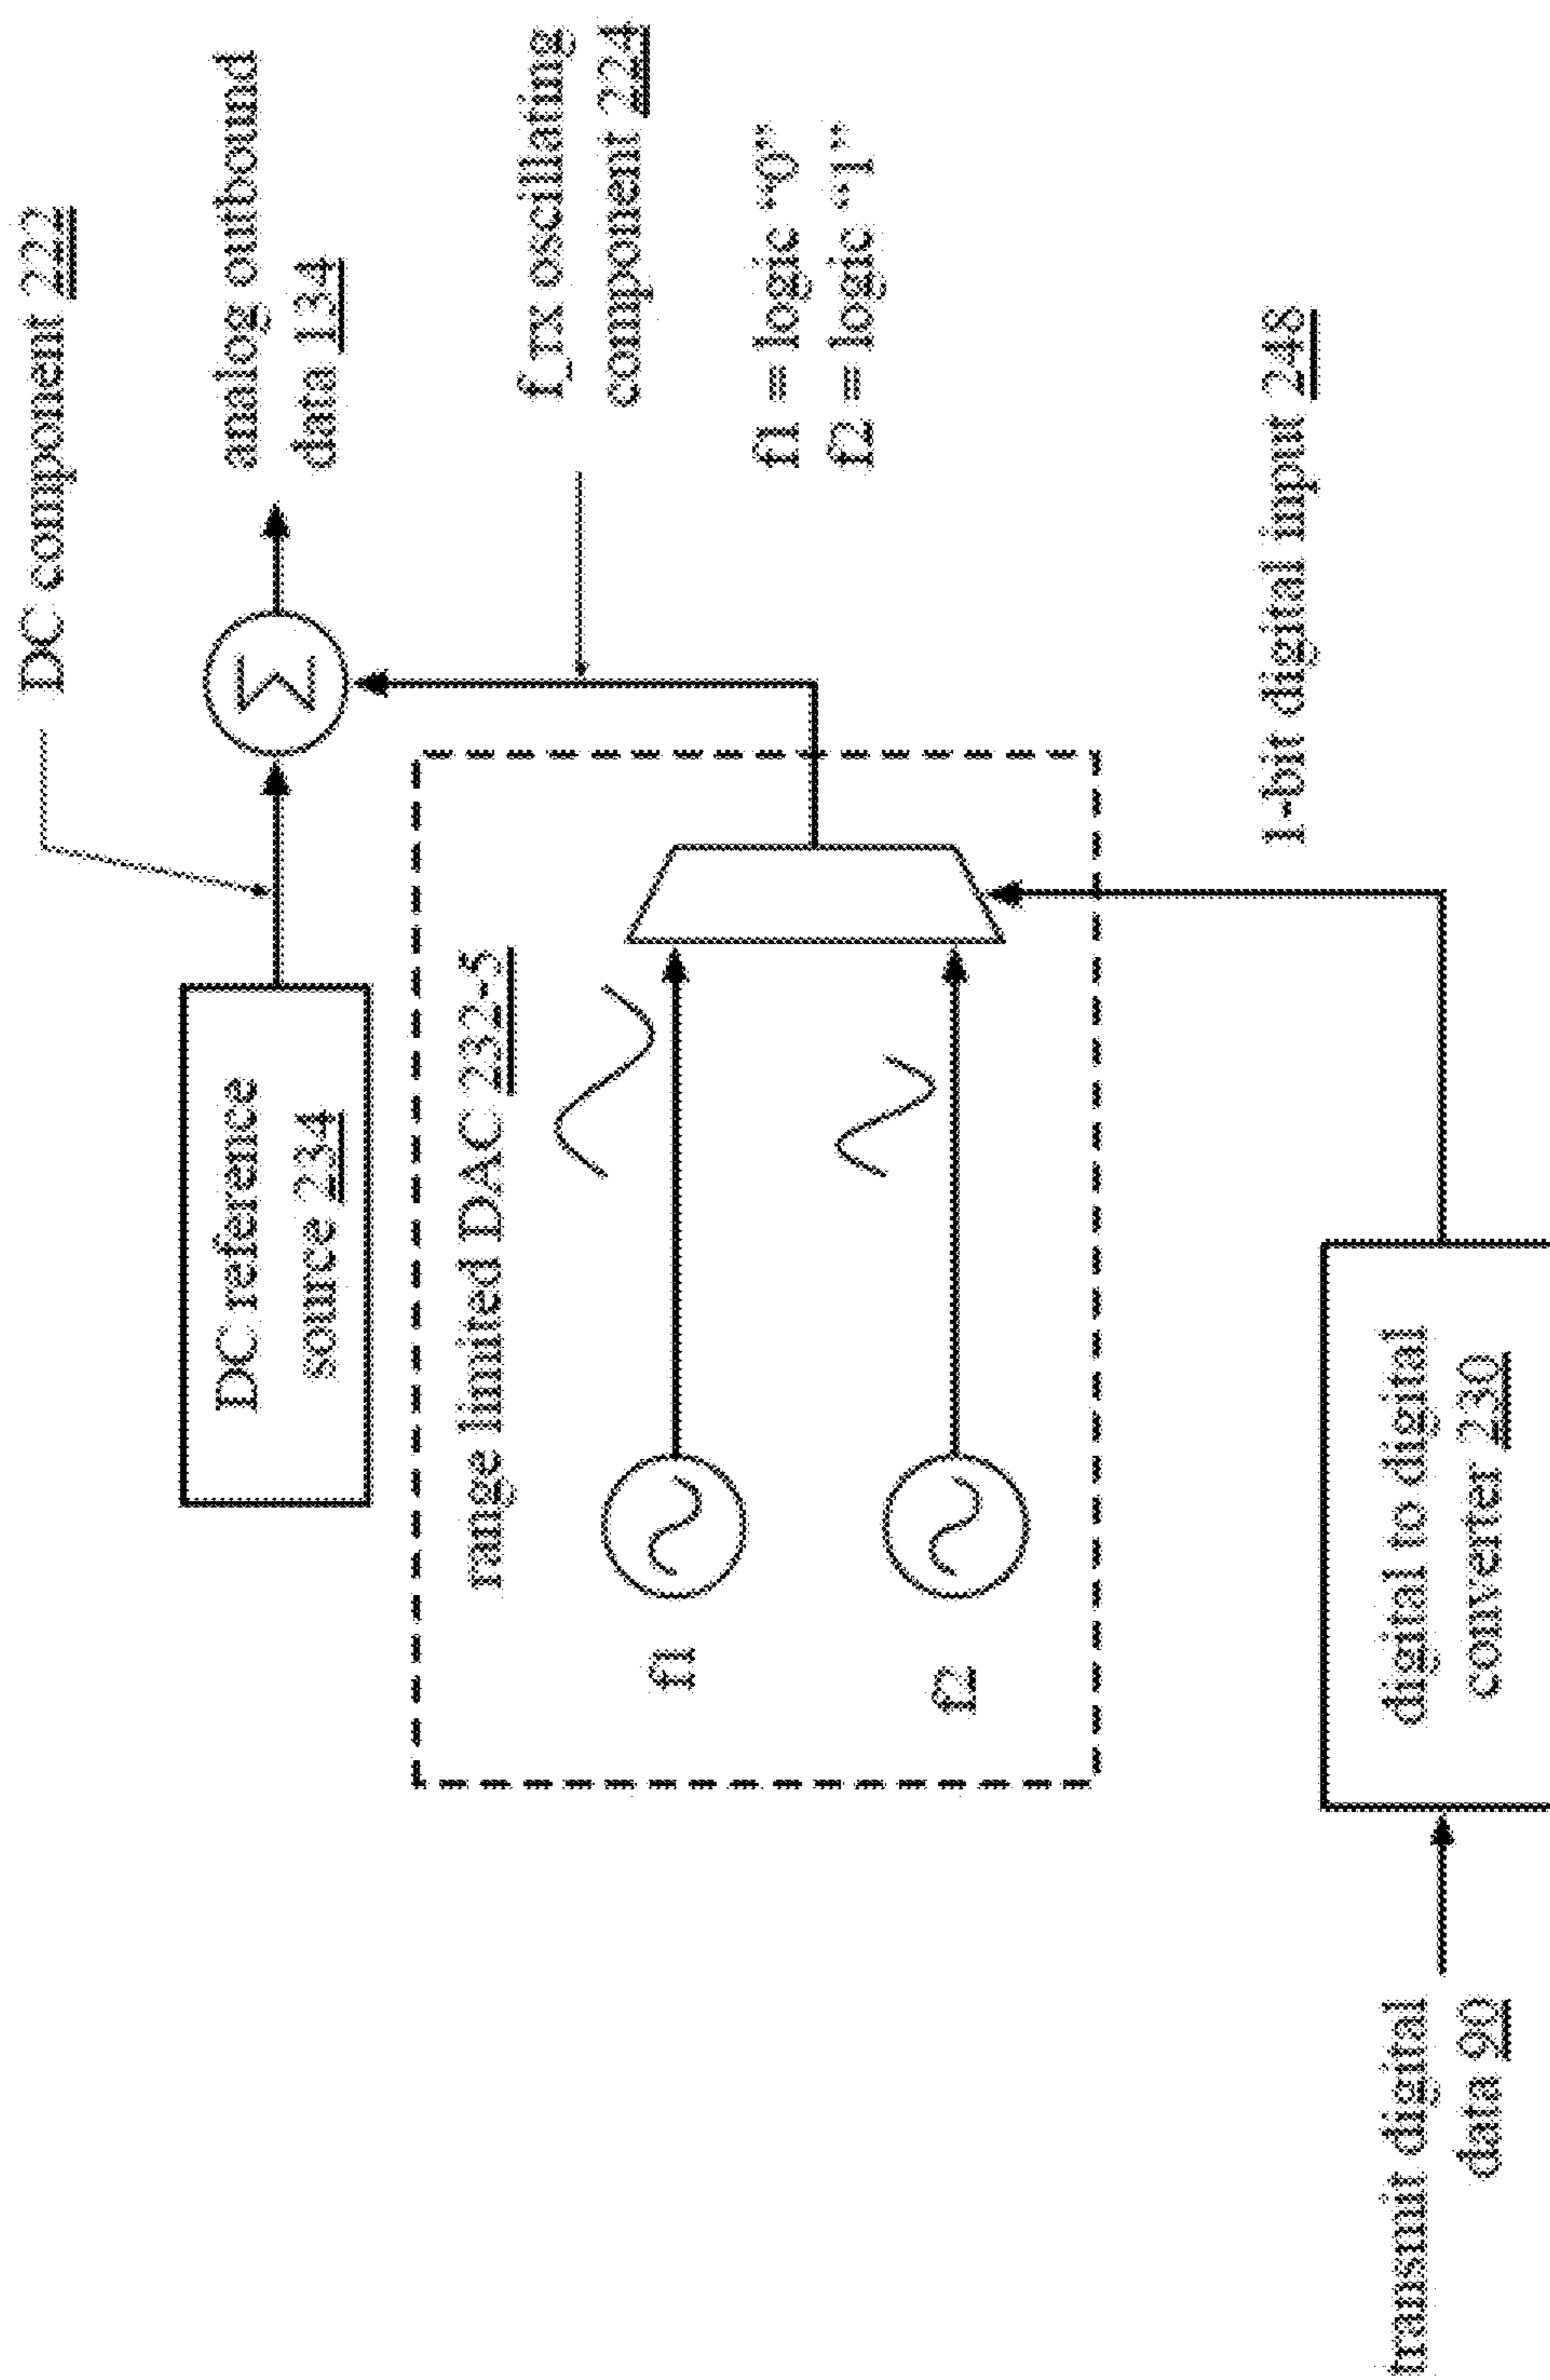 DC component 222
analog outbound
data 134
DC reference
source 234
f_rx oscillating
component 224
range limited DAC 232-5
f1
f2
f1 = logic “0”
f2 = logic “1”
1-bit digital input 248
transmit digital
data 90
digital to digital
converter 230
Σ